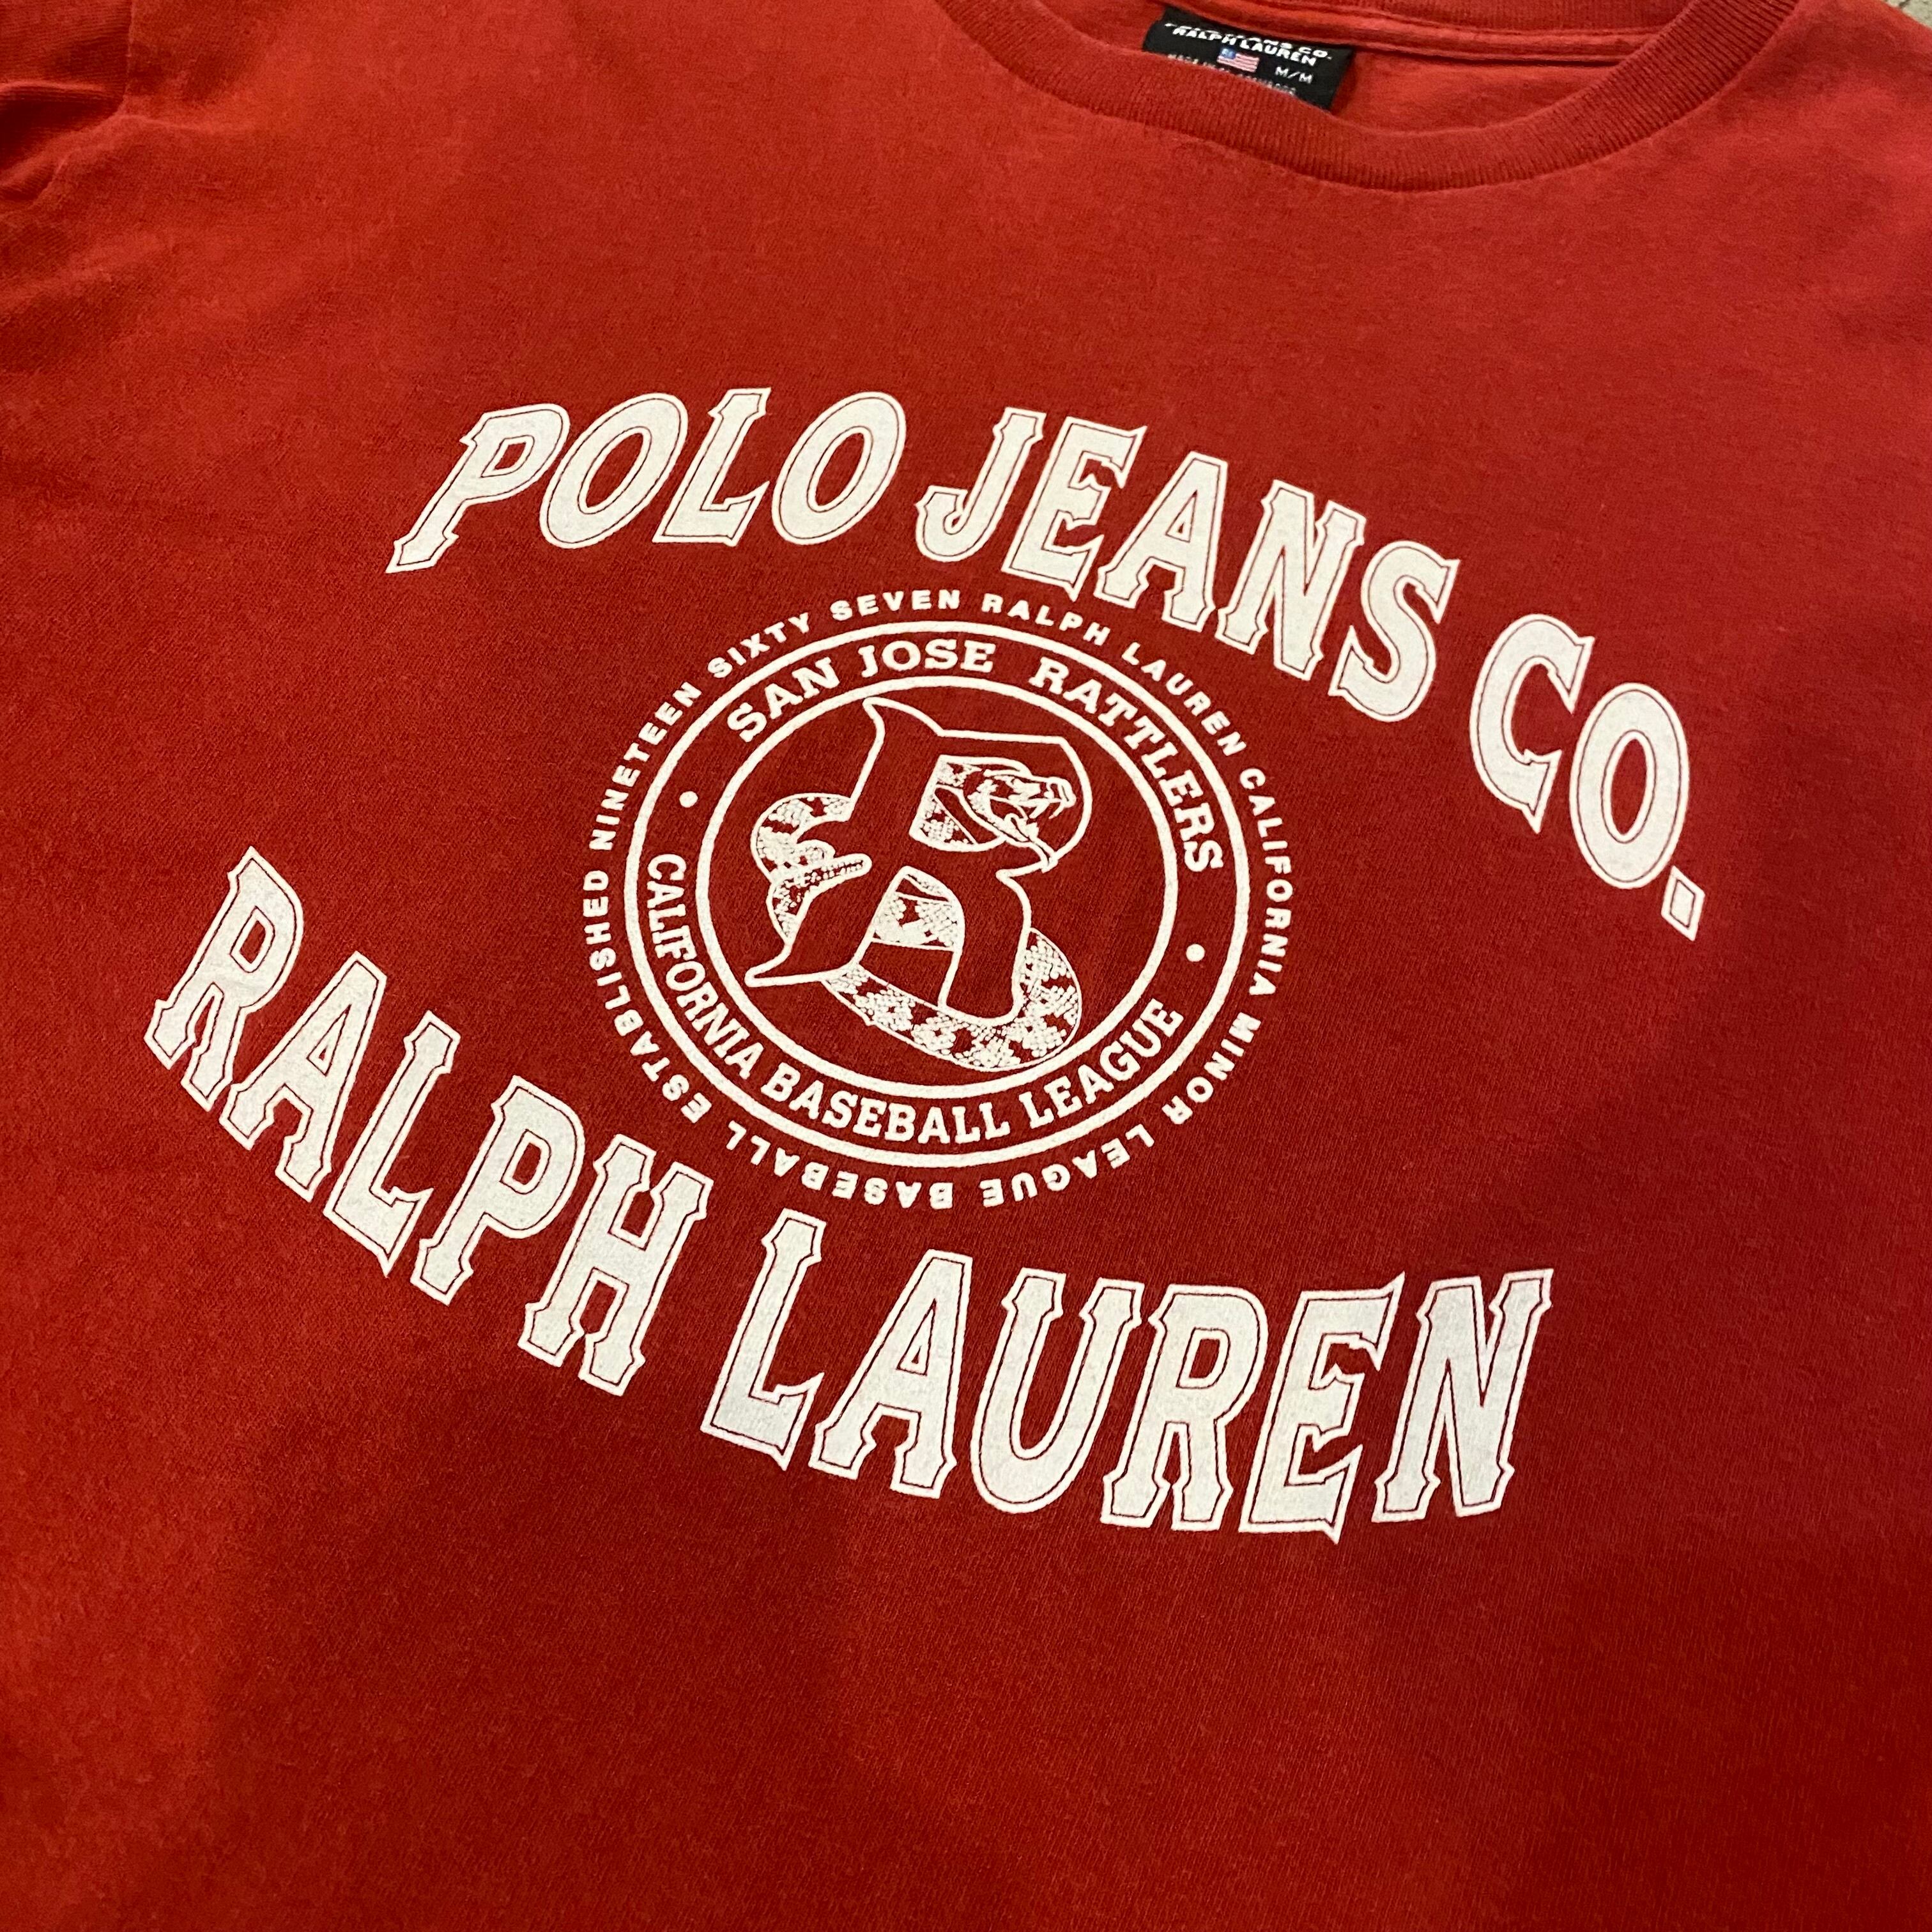 RALPH LAUREN
M/M
POLO JEANS CO.
ESTABLISHED NINETEEN SIXTY SEVEN RALPH LAUREN CALIFORNIA MINOR LEAGUE BASEBALL
SAN JOSE RATTLERS
R
CALIFORNIA BASEBALL LEAGUE
RALPH LAUREN